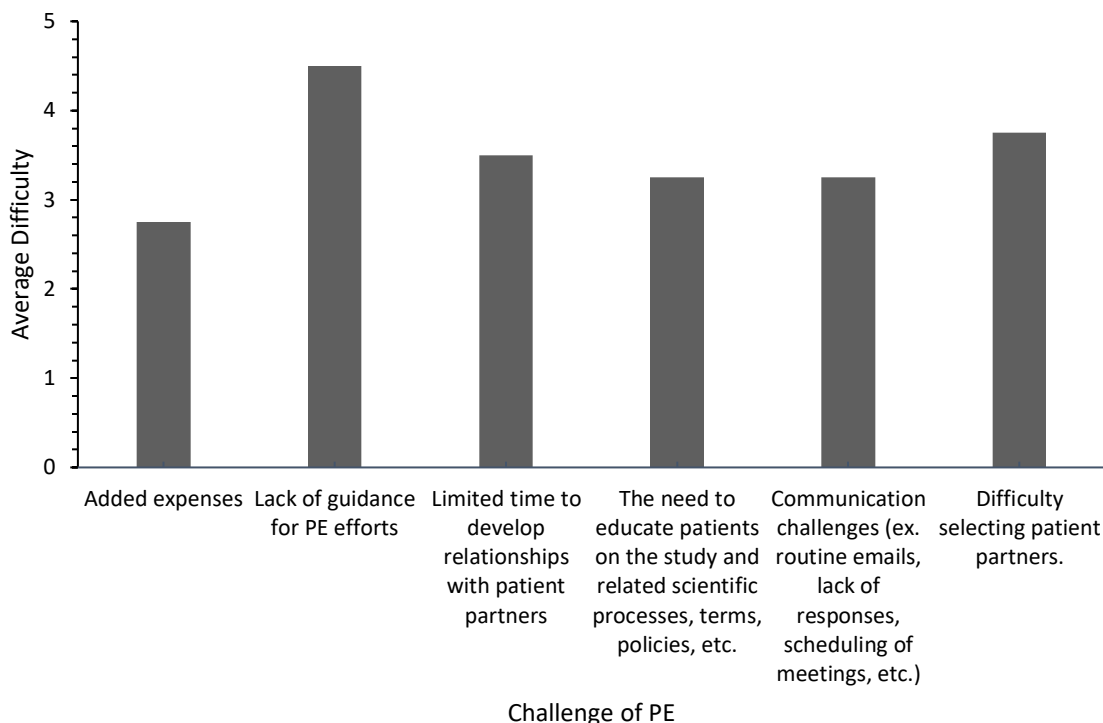 Average Difficulty
5
4
3
2
1
0
Added expenses
Lack of guidance
for PE efforts
Limited time to
develop
relationships
with patient
partners
The need to
educate patients
on the study and
related scientific
processes, terms,
policies, etc.
Communication
challenges (ex.
routine emails,
lack of
responses,
scheduling of
meetings, etc.)
Difficulty
selecting patient
partners.
Challenge of PE